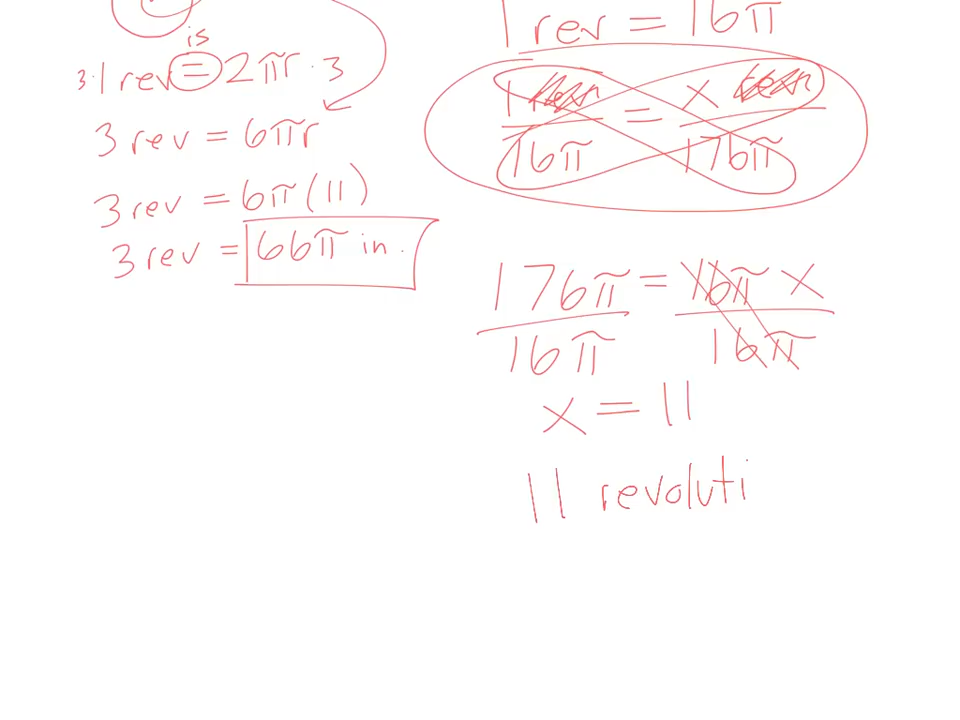 is
3·1 rev = 2πr·3
3 rev = 6πr
3 rev = 6π(11)
3 rev = 66π in.
1 rev = 16π
1 / 16π = x / 176π
176π / 16π = 16π x / 16π
x = 11
11 revoluti